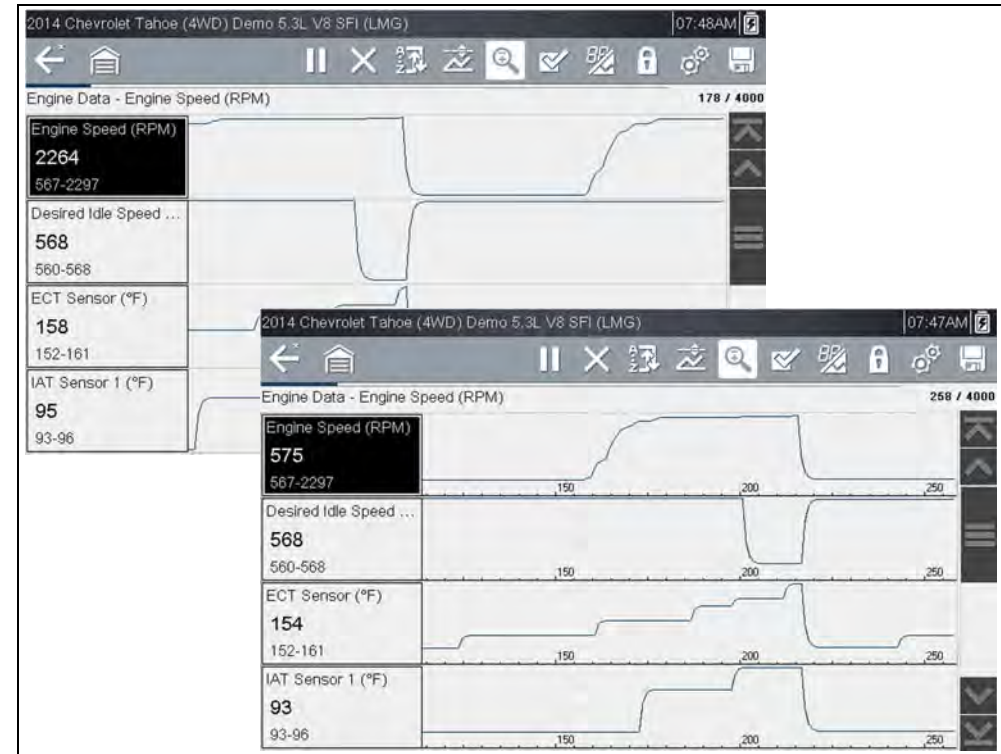 2014 Chevrolet Tahoe (4WD) Demo 5.3L V8 SFI (LMG) 07:48AM
Engine Data - Engine Speed (RPM) 178 / 4000
Engine Speed (RPM)
2264
567-2297
Desired Idle Speed ...
568
560-568
ECT Sensor (°F)
158
152-161
IAT Sensor 1 (°F)
95
93-96
2014 Chevrolet Tahoe (4WD) Demo 5.3L V8 SFI (LMG) 07:47AM
Engine Data - Engine Speed (RPM) 258 / 4000
Engine Speed (RPM)
575
567-2297
150 200 250
Desired Idle Speed ...
568
560-568
150 200 250
ECT Sensor (°F)
154
152-161
150 200 250
IAT Sensor 1 (°F)
93
93-96
150 200 250